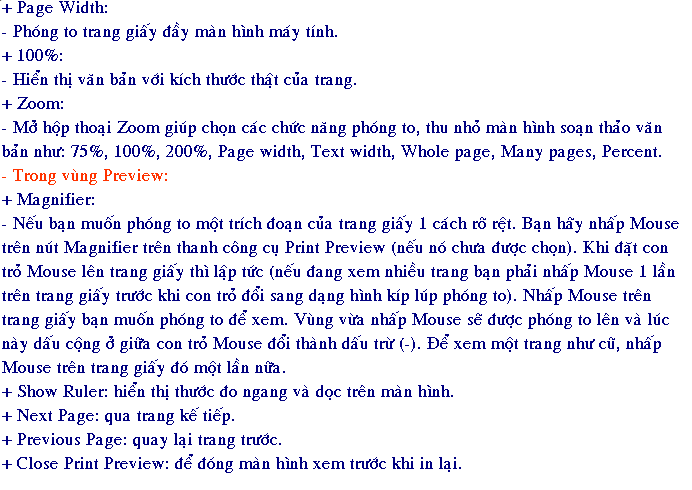 + Page Width:
- Phóng to trang giấy đầy màn hình máy tính.
+ 100%:
- Hiển thị văn bản với kích thước thật của trang.
+ Zoom:
- Mở hộp thoại Zoom giúp chọn các chức năng phóng to, thu nhỏ màn hình soạn thảo văn
bản như: 75%, 100%, 200%, Page width, Text width, Whole page, Many pages, Percent.
- Trong vùng Preview:
+ Magnifier:
- Nếu bạn muốn phóng to một trích đoạn của trang giấy 1 cách rõ rệt. Bạn hãy nhấp Mouse
trên nút Magnifier trên thanh công cụ Print Preview (nếu nó chưa được chọn). Khi đặt con
trỏ Mouse lên trang giấy thì lập tức (nếu đang xem nhiều trang bạn phải nhấp Mouse 1 lần
trên trang giấy trước khi con trỏ đổi sang dạng hình kíp lúp phóng to). Nhấp Mouse trên
trang giấy bạn muốn phóng to để xem. Vùng vừa nhấp Mouse sẽ được phóng to lên và lúc
này dấu cộng ở giữa con trỏ Mouse đổi thành dấu trừ (-). Để xem một trang như cũ, nhấp
Mouse trên trang giấy đó một lần nữa.
+ Show Ruler: hiển thị thước đo ngang và dọc trên màn hình.
+ Next Page: qua trang kế tiếp.
+ Previous Page: quay lại trang trước.
+ Close Print Preview: để đóng màn hình xem trước khi in lại.